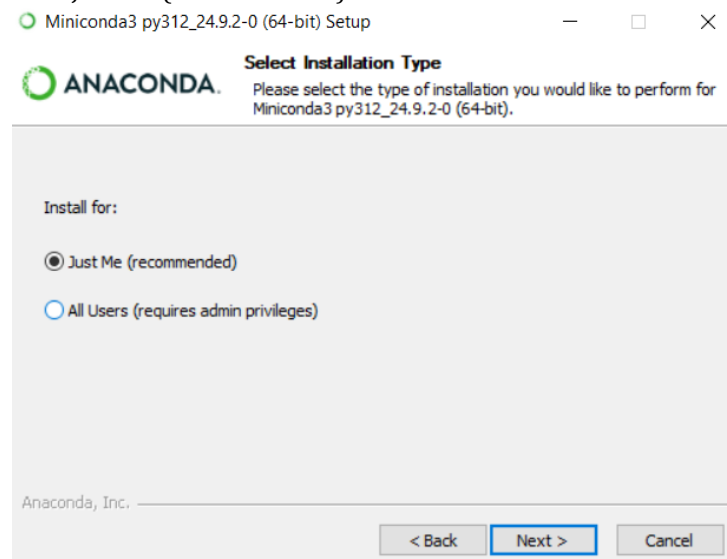 Miniconda3 py312_24.9.2-0 (64-bit) Setup
ANACONDA.
Select Installation Type
Please select the type of installation you would like to perform for
Miniconda3 py312_24.9.2-0 (64-bit).
Install for:
Just Me (recommended)
All Users (requires admin privileges)
Anaconda, Inc.
< Back Next > Cancel